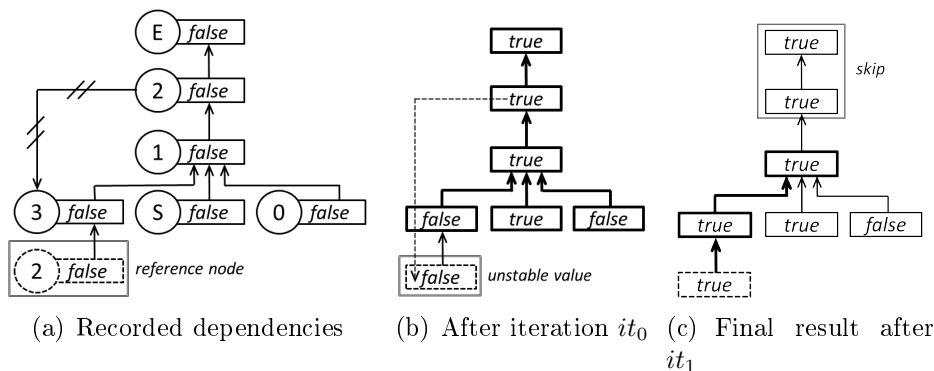 E false
2 false
1 false
3 false S false 0 false
2 false reference node
(a) Recorded dependencies
true
true
true
false true false
false unstable value
(b) After iteration it0
true
skip
true
true
true true false
true
(c) Final result after
it1